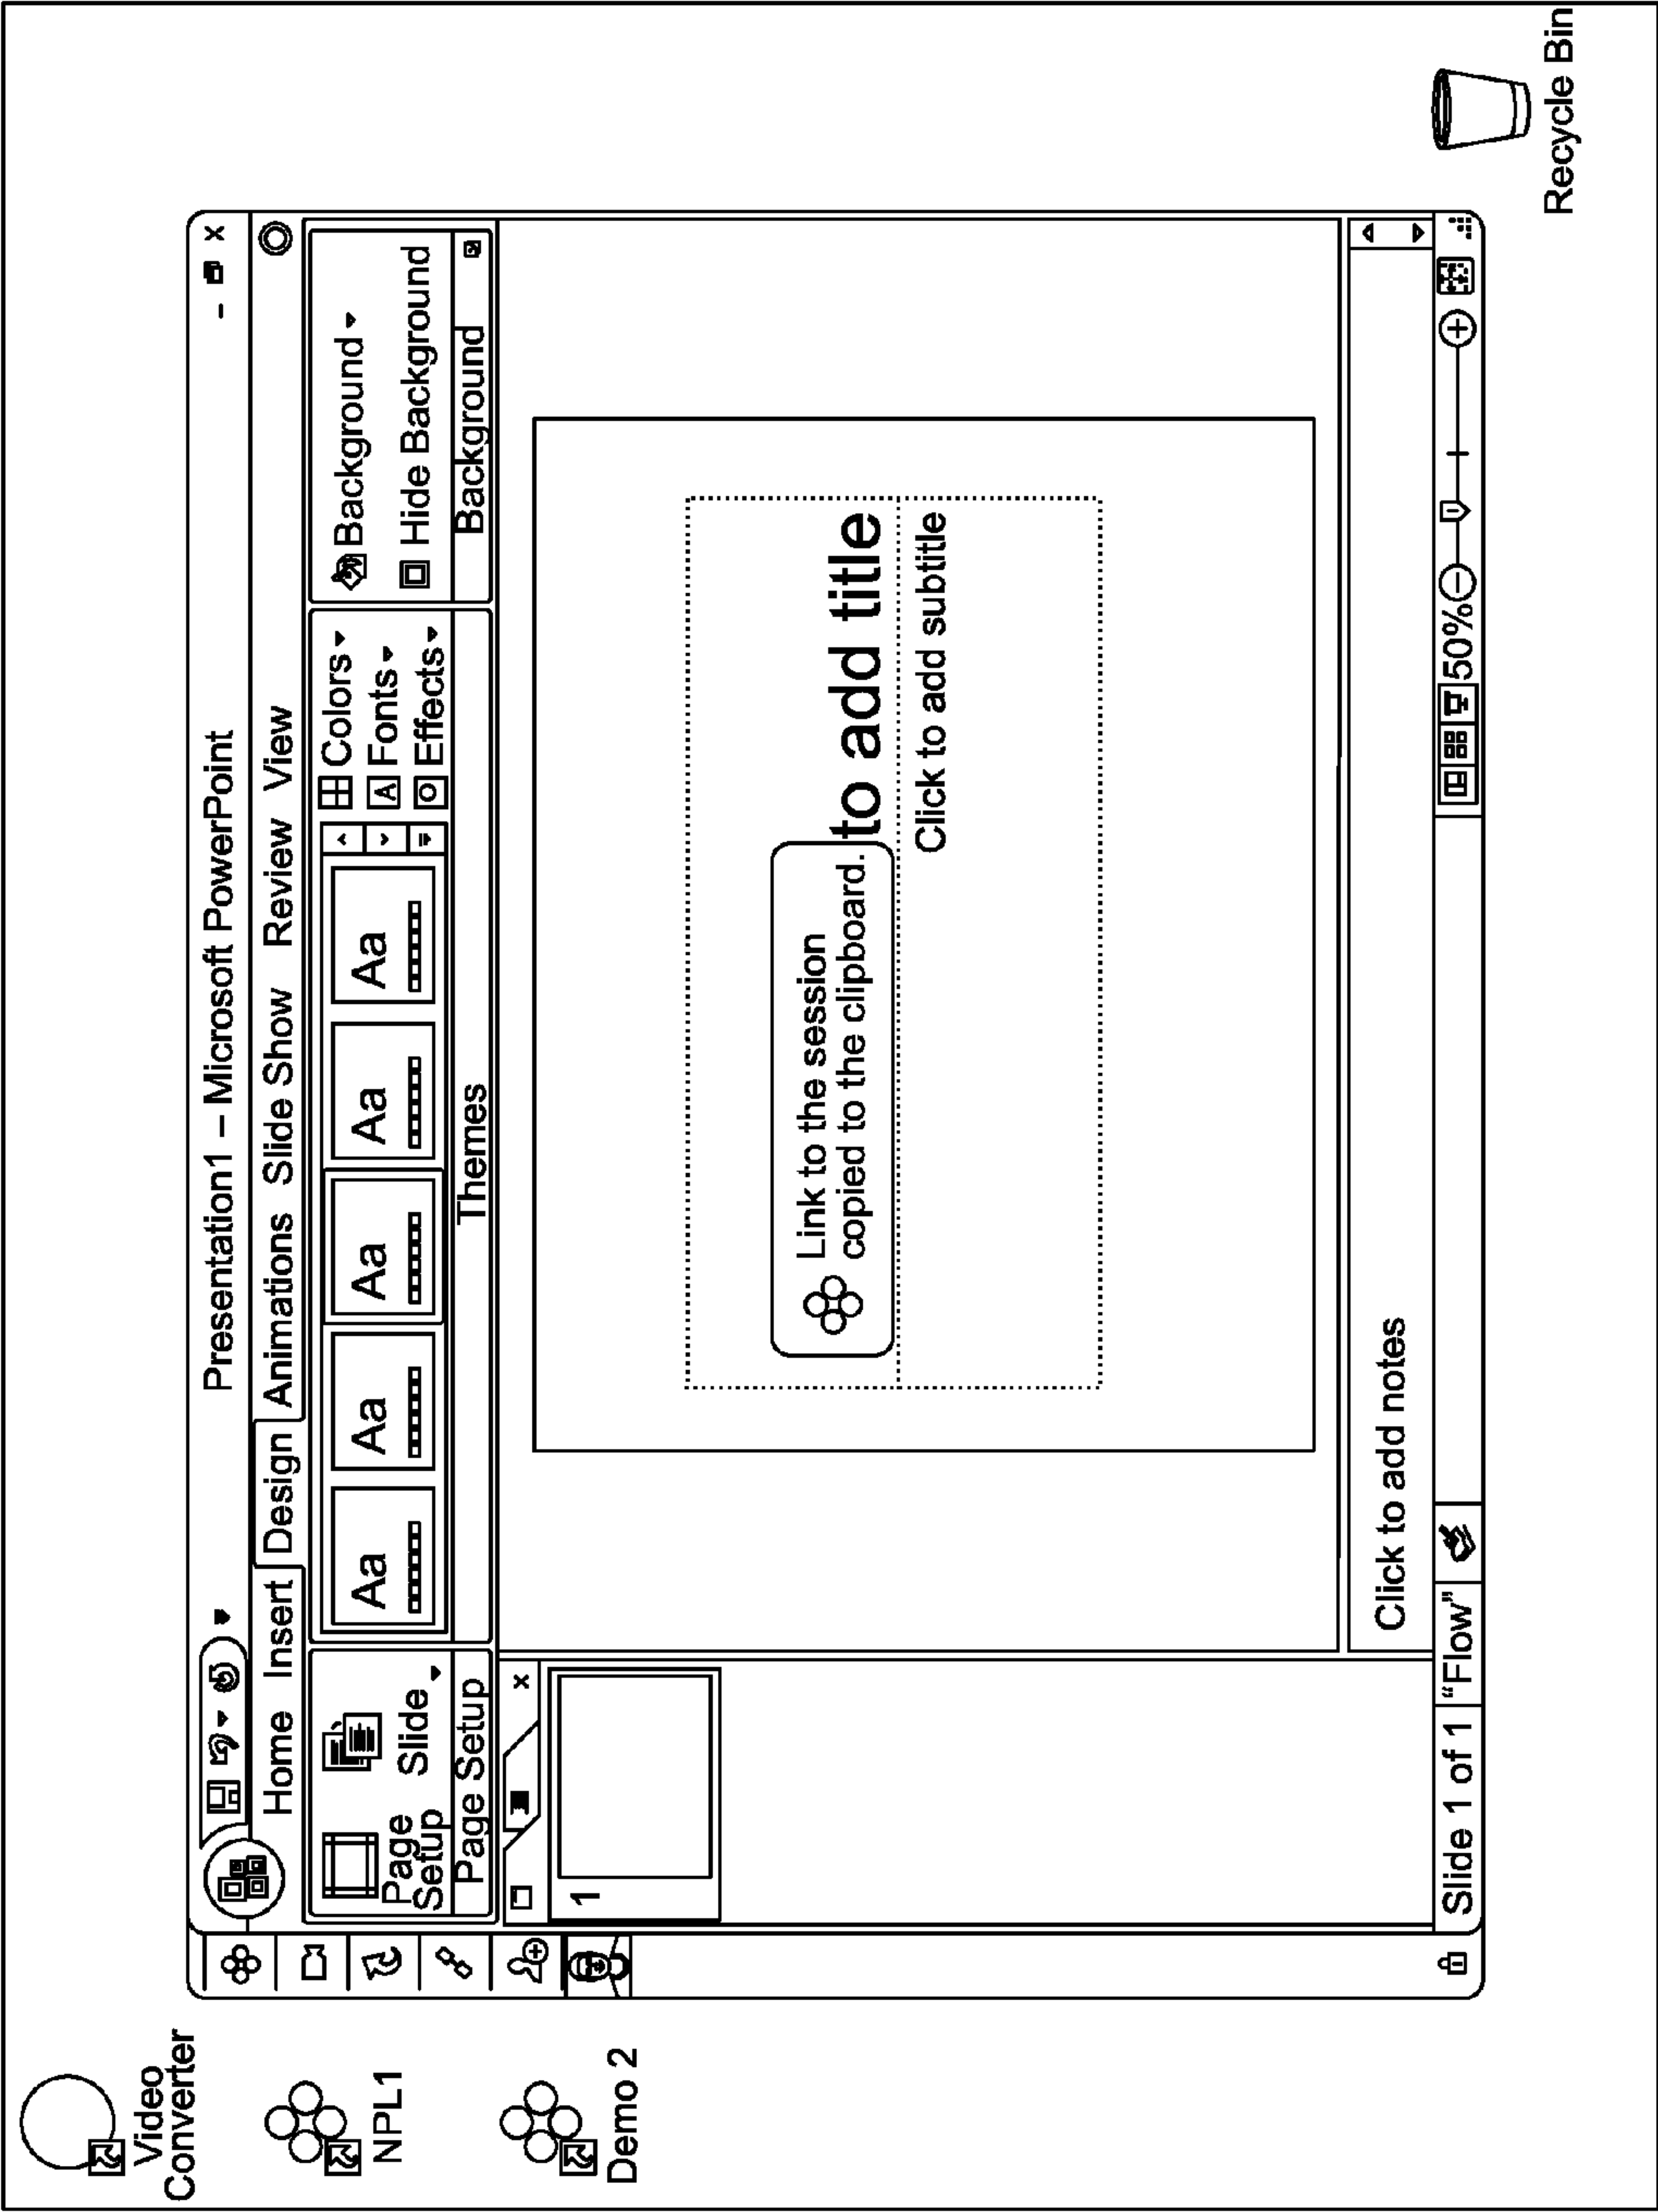 Video
Converter
NPL1
Demo 2
Presentation1 – Microsoft PowerPoint
– x
Home Insert Design Animations Slide Show Review View
Page
Setup
Slide
Page Setup
Aa Aa Aa Aa Aa
Colors
A Fonts
Effects
Themes
Background
Hide Background
Background
x
1
Link to the session
copied to the clipboard.
to add title
Click to add subtitle
Click to add notes
Slide 1 of 1 “Flow” 50%
Recycle Bin